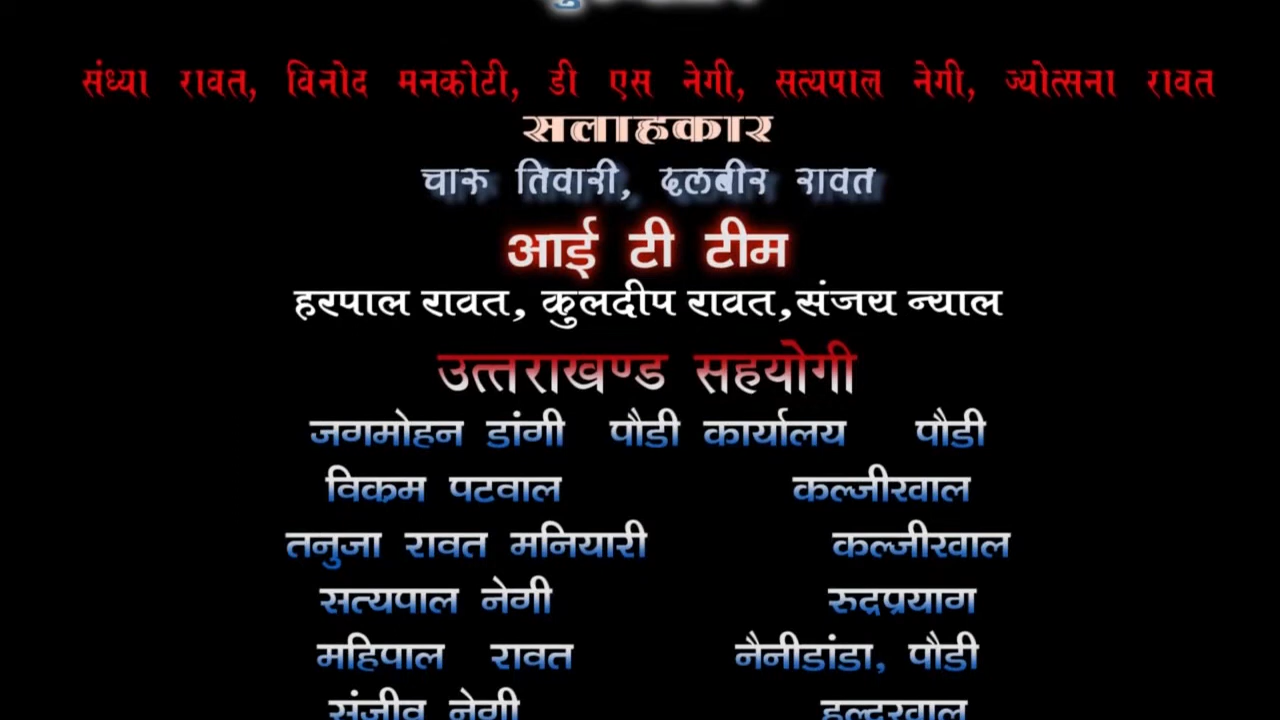 संध्या रावत, विनोद मनकोटी, डी एस नेगी, सत्यपाल नेगी, ज्योत्सना रावत
सलाहकार
चारु तिवारी, दलबीर रावत
आई टी टीम
हरपाल रावत, कुलदीप रावत,संजय न्याल
उत्तराखण्ड सहयोगी
जगमोहन डांगी पौडी कार्यालय पौडी
विक्रम पटवाल कल्जीखाल
तनुजा रावत मनियारी कल्जीखाल
सत्यपाल नेगी रुद्रप्रयाग
महिपाल रावत नैनीडांडा, पौडी
संजीव नेगी